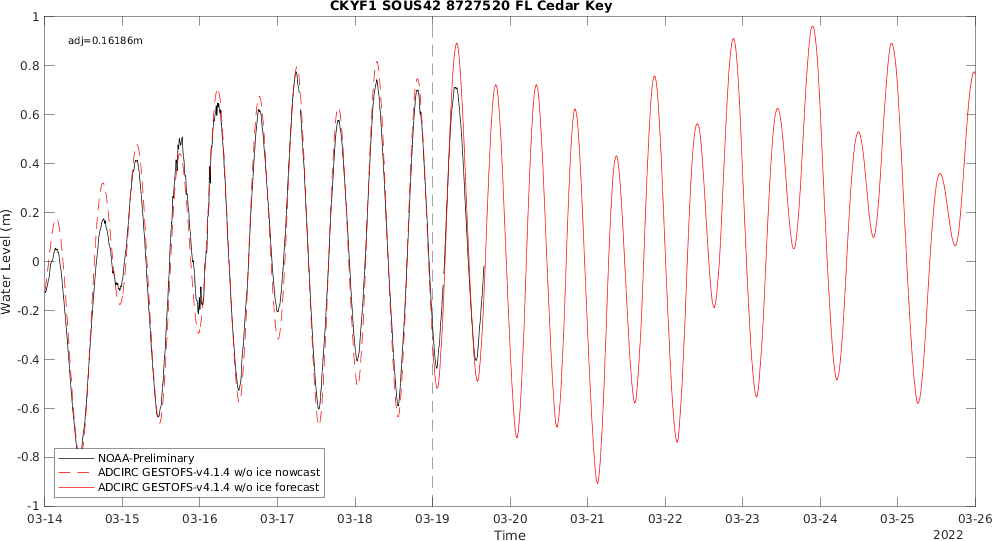 CKYF1 SOUS42 8727520 FL Cedar Key
adj=0.16186m
1
0.8
0.6
0.4
0.2
0
-0.2
-0.4
-0.6
-0.8
-1
Water Level (m)
NOAA-Preliminary
ADCIRC GESTOFS-v4.1.4 w/o ice nowcast
ADCIRC GESTOFS-v4.1.4 w/o ice forecast
03-14 03-15 03-16 03-17 03-18 03-19 03-20 03-21 03-22 03-23 03-24 03-25 03-26
Time
2022